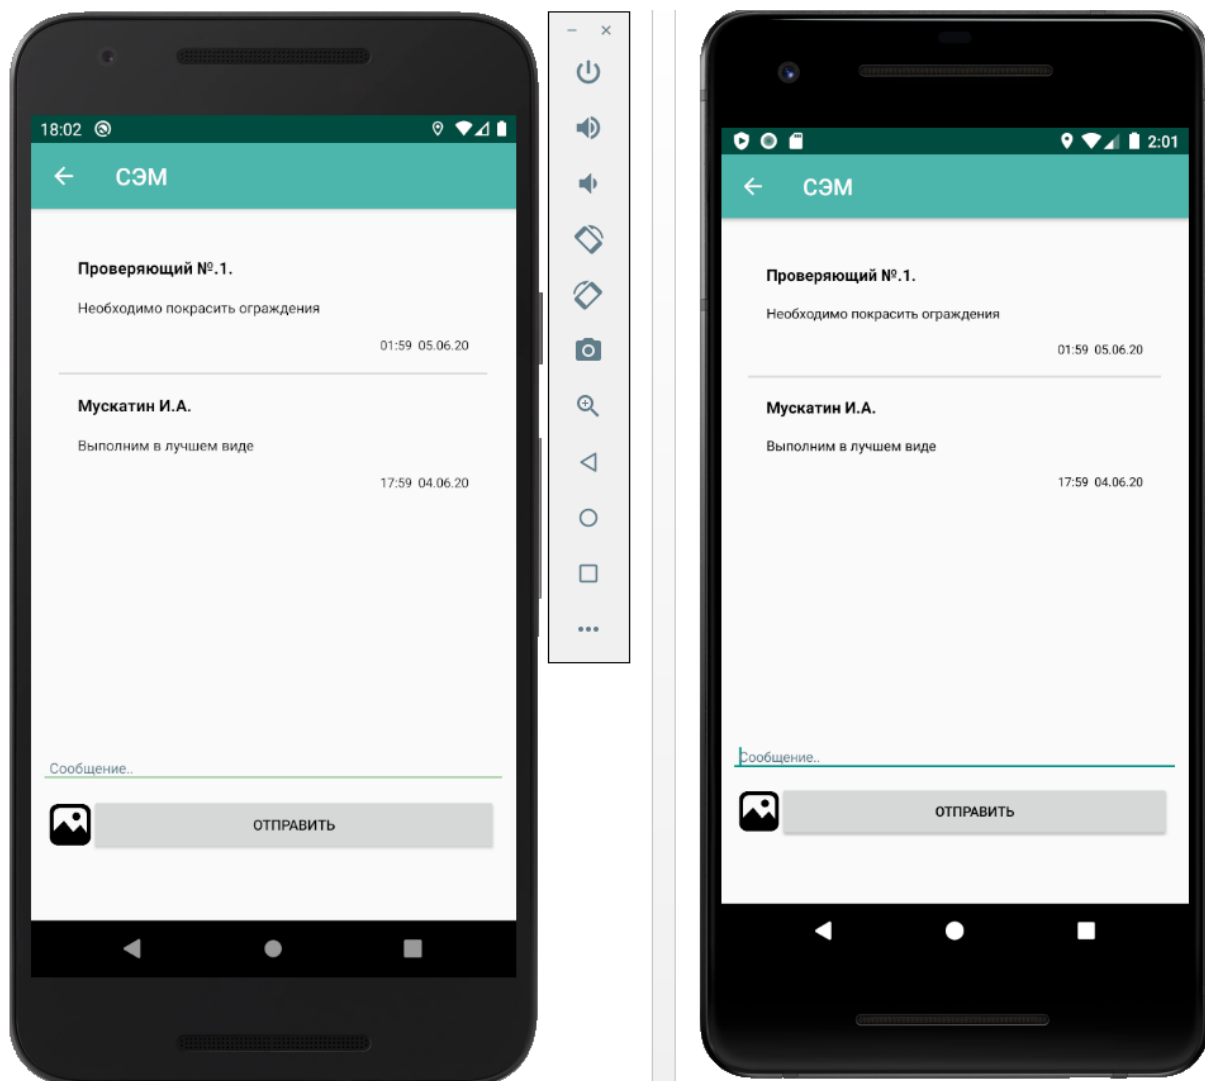 18:02
СЭМ
Проверяющий №.1.
Необходимо покрасить ограждения
01:59 05.06.20
Мускатин И.А.
Выполним в лучшем виде
17:59 04.06.20
Сообщение..
ОТПРАВИТЬ
2:01
СЭМ
Проверяющий №.1.
Необходимо покрасить ограждения
01:59 05.06.20
Мускатин И.А.
Выполним в лучшем виде
17:59 04.06.20
Сообщение..
ОТПРАВИТЬ